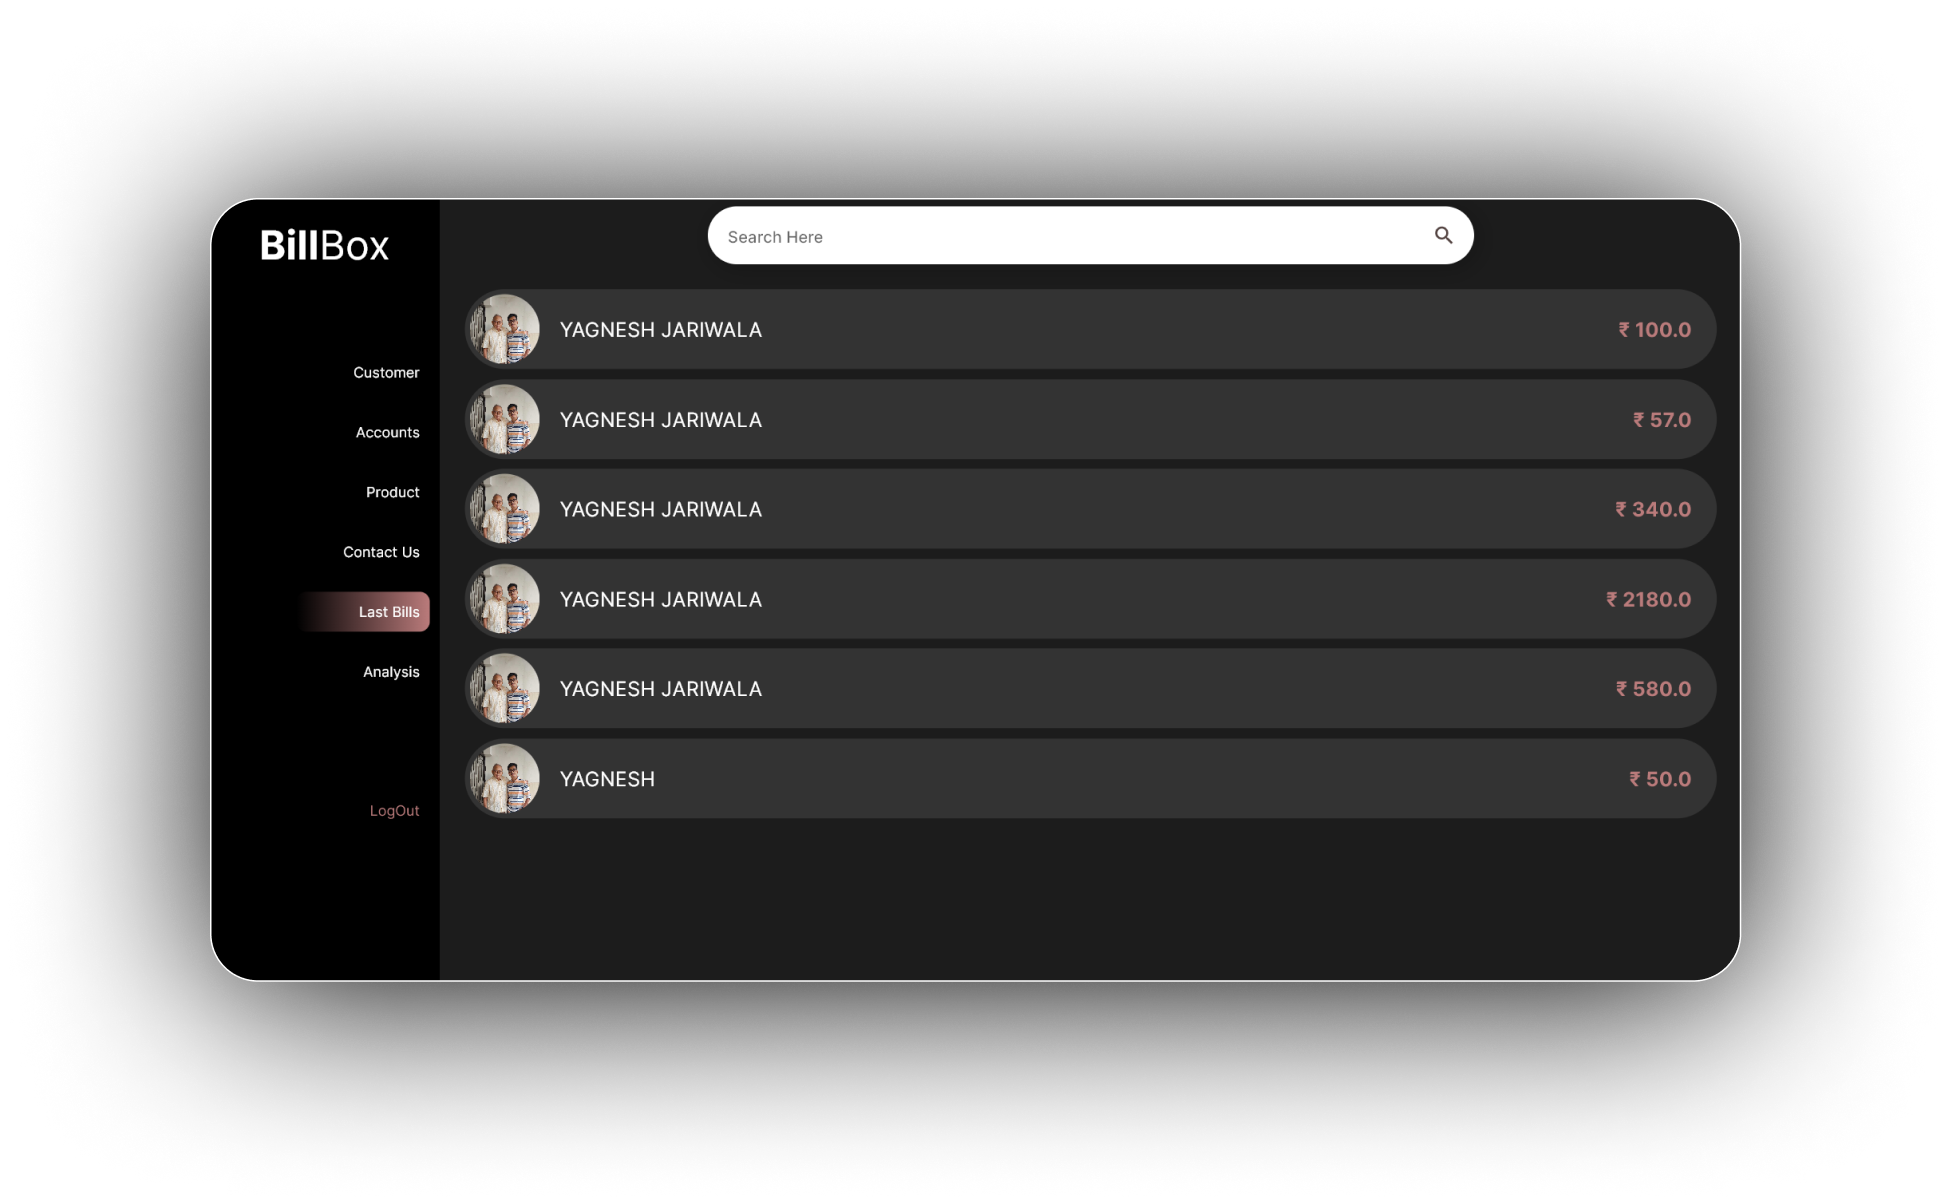 BillBox
Search Here
Customer
Accounts
Product
Contact Us
Last Bills
Analysis
LogOut
YAGNESH JARIWALA ₹ 100.0
YAGNESH JARIWALA ₹ 57.0
YAGNESH JARIWALA ₹ 340.0
YAGNESH JARIWALA ₹ 2180.0
YAGNESH JARIWALA ₹ 580.0
YAGNESH ₹ 50.0